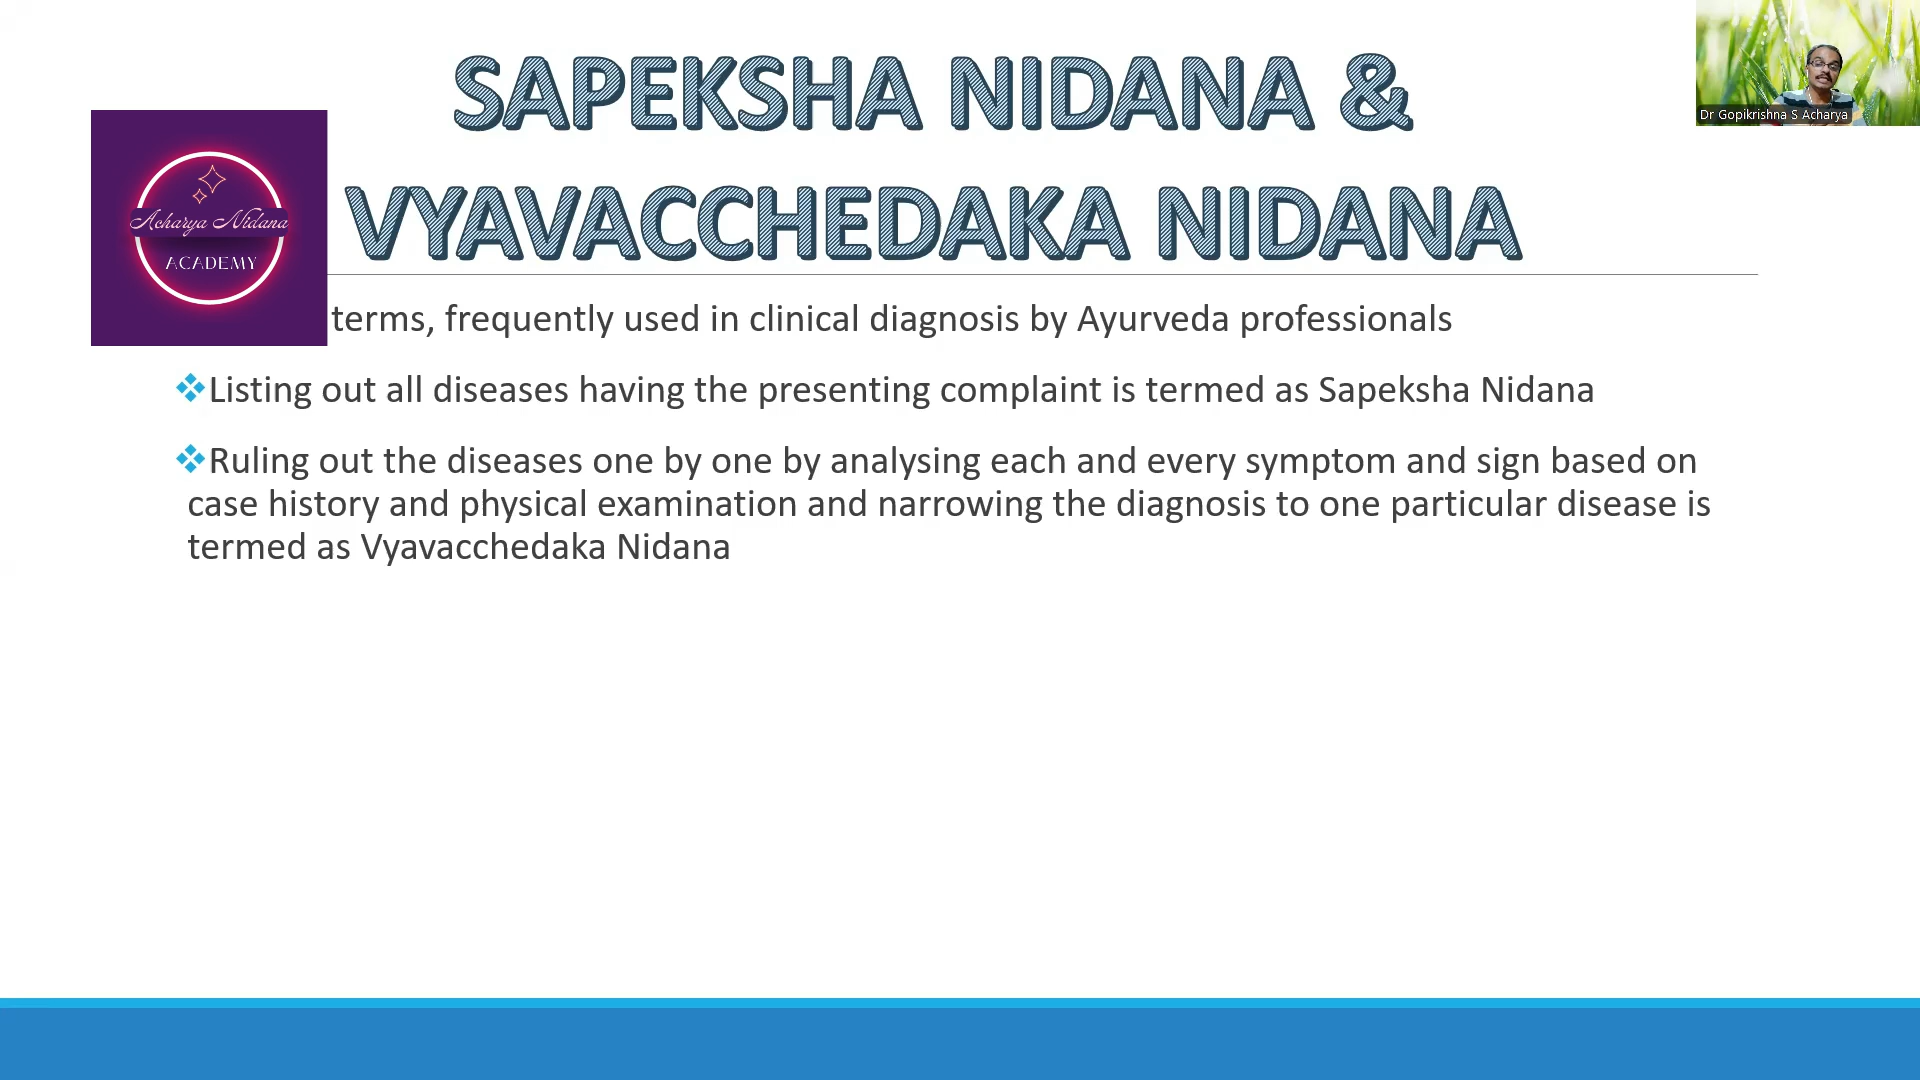 SAPEKSHA NIDANA &
VYAVACCHEDAKA NIDANA
Dr Gopikrishna S Acharya
Acharya Nidana
ACADEMY
terms, frequently used in clinical diagnosis by Ayurveda professionals
❖Listing out all diseases having the presenting complaint is termed as Sapeksha Nidana
❖Ruling out the diseases one by one by analysing each and every symptom and sign based on
case history and physical examination and narrowing the diagnosis to one particular disease is
termed as Vyavacchedaka Nidana